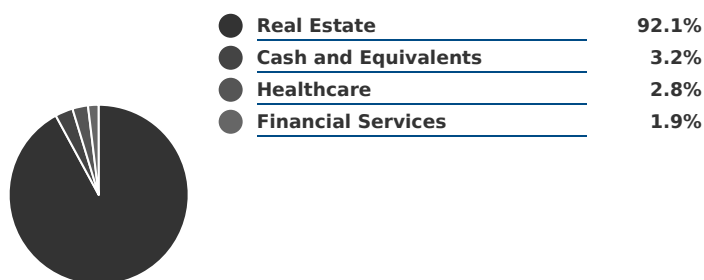 Real Estate 92.1%
Cash and Equivalents 3.2%
Healthcare 2.8%
Financial Services 1.9%